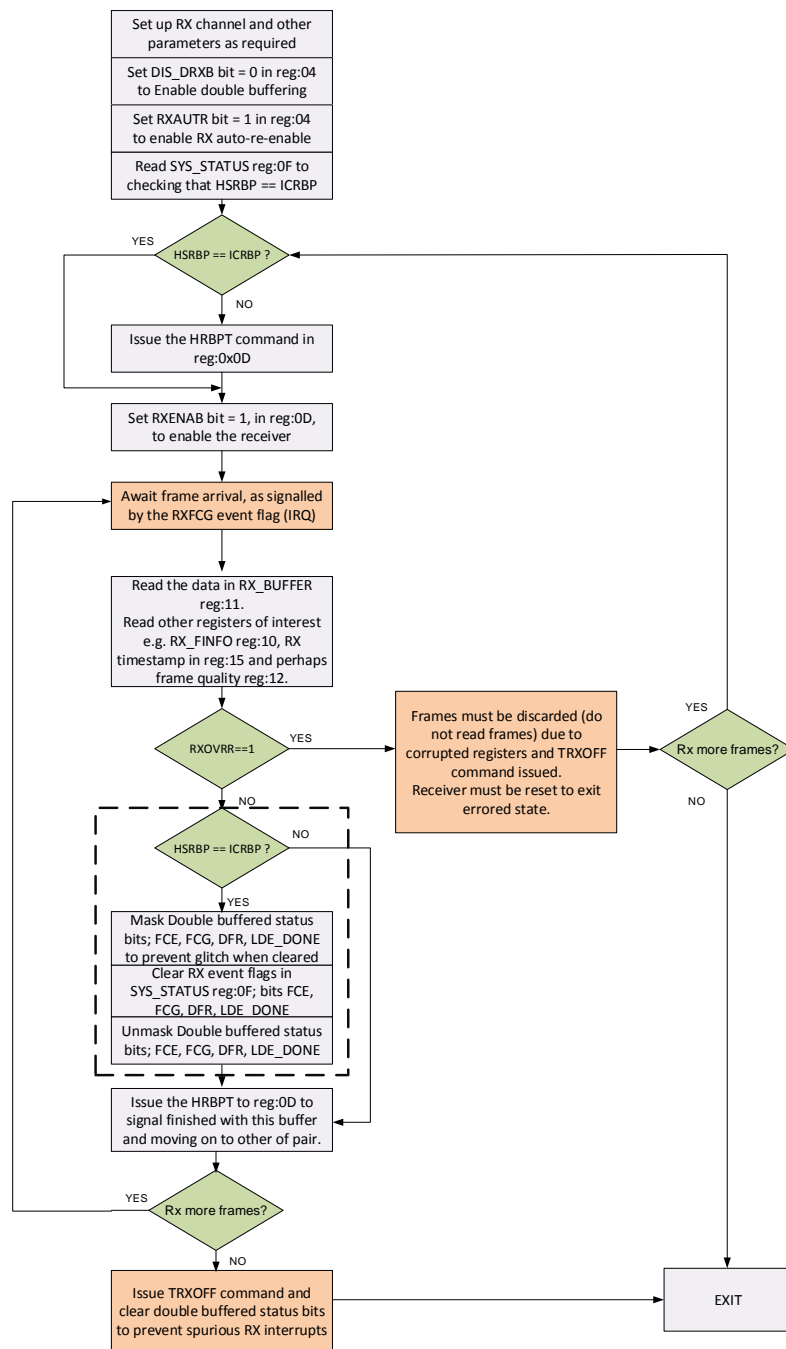 Set up RX channel and other
parameters as required
Set DIS_DRXB bit = 0 in reg:04
to Enable double buffering
Set RXAUTR bit = 1 in reg:04
to enable RX auto-re-enable
Read SYS_STATUS reg:0F to
checking that HSRBP == ICRBP
YES
HSRBP == ICRBP ?
NO
Issue the HRBPT command in
reg:0x0D
Set RXENAB bit = 1, in reg:0D,
to enable the receiver
Await frame arrival, as signalled
by the RXFCG event flag (IRQ)
Read the data in RX_BUFFER
reg:11.
Read other registers of interest
e.g. RX_FINFO reg:10, RX
timestamp in reg:15 and perhaps
frame quality reg:12.
RXOVRR==1
YES
NO
Frames must be discarded (do
not read frames) due to
corrupted registers and TRXOFF
command issued.
Receiver must be reset to exit
errored state.
YES
Rx more frames?
NO
HSRBP == ICRBP ?
NO
YES
Mask Double buffered status
bits; FCE, FCG, DFR, LDE_DONE
to prevent glitch when cleared
Clear RX event flags in
SYS_STATUS reg:0F; bits FCE,
FCG, DFR, LDE_DONE
Unmask Double buffered status
bits; FCE, FCG, DFR, LDE_DONE
Issue the HRBPT to reg:0D to
signal finished with this buffer
and moving on to other of pair.
YES
Rx more frames?
NO
Issue TRXOFF command and
clear double buffered status bits
to prevent spurious RX interrupts
EXIT